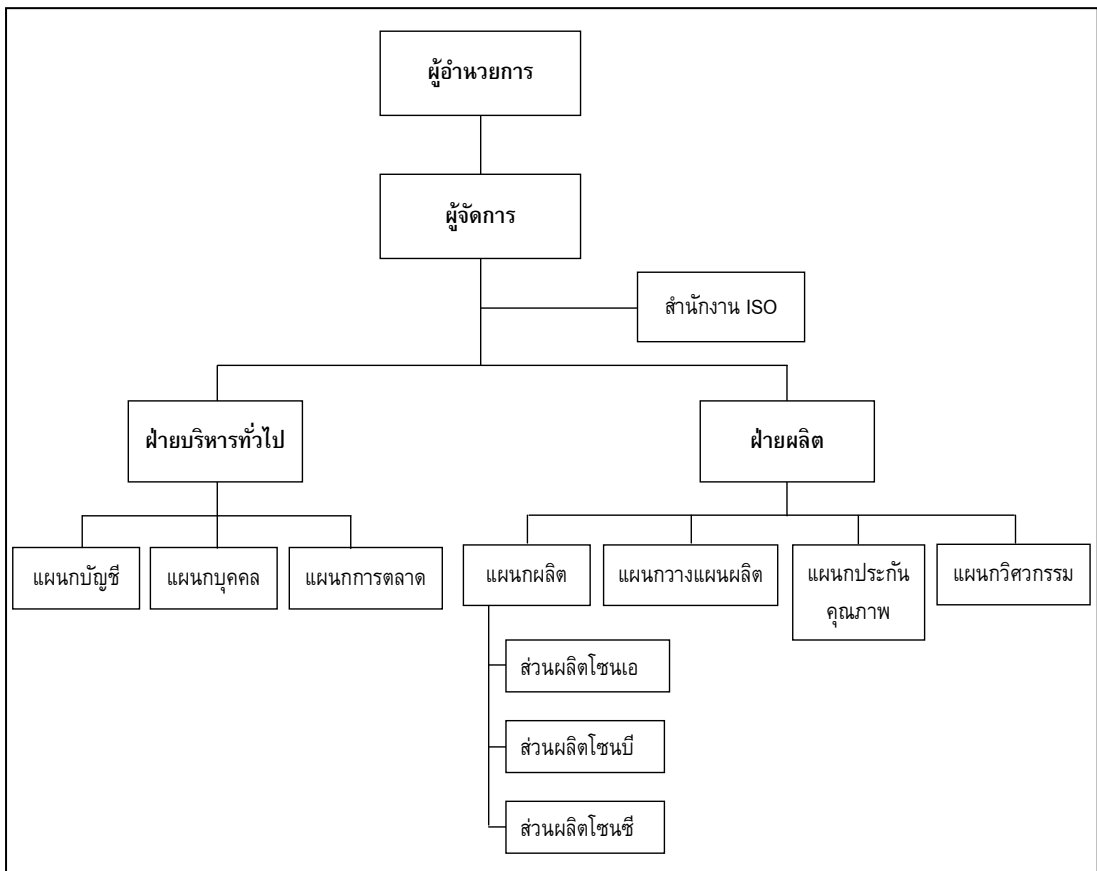 ผู้อำนวยการ
ผู้จัดการ
สำนักงาน ISO
ฝ่ายบริหารทั่วไป
ฝ่ายผลิต
แผนกบัญชี
แผนกบุคคล
แผนกการตลาด
แผนกผลิต
แผนกวางแผนผลิต
แผนกประกัน
คุณภาพ
แผนกวิศวกรรม
ส่วนผลิตโซนเอ
ส่วนผลิตโซนบี
ส่วนผลิตโซนซี